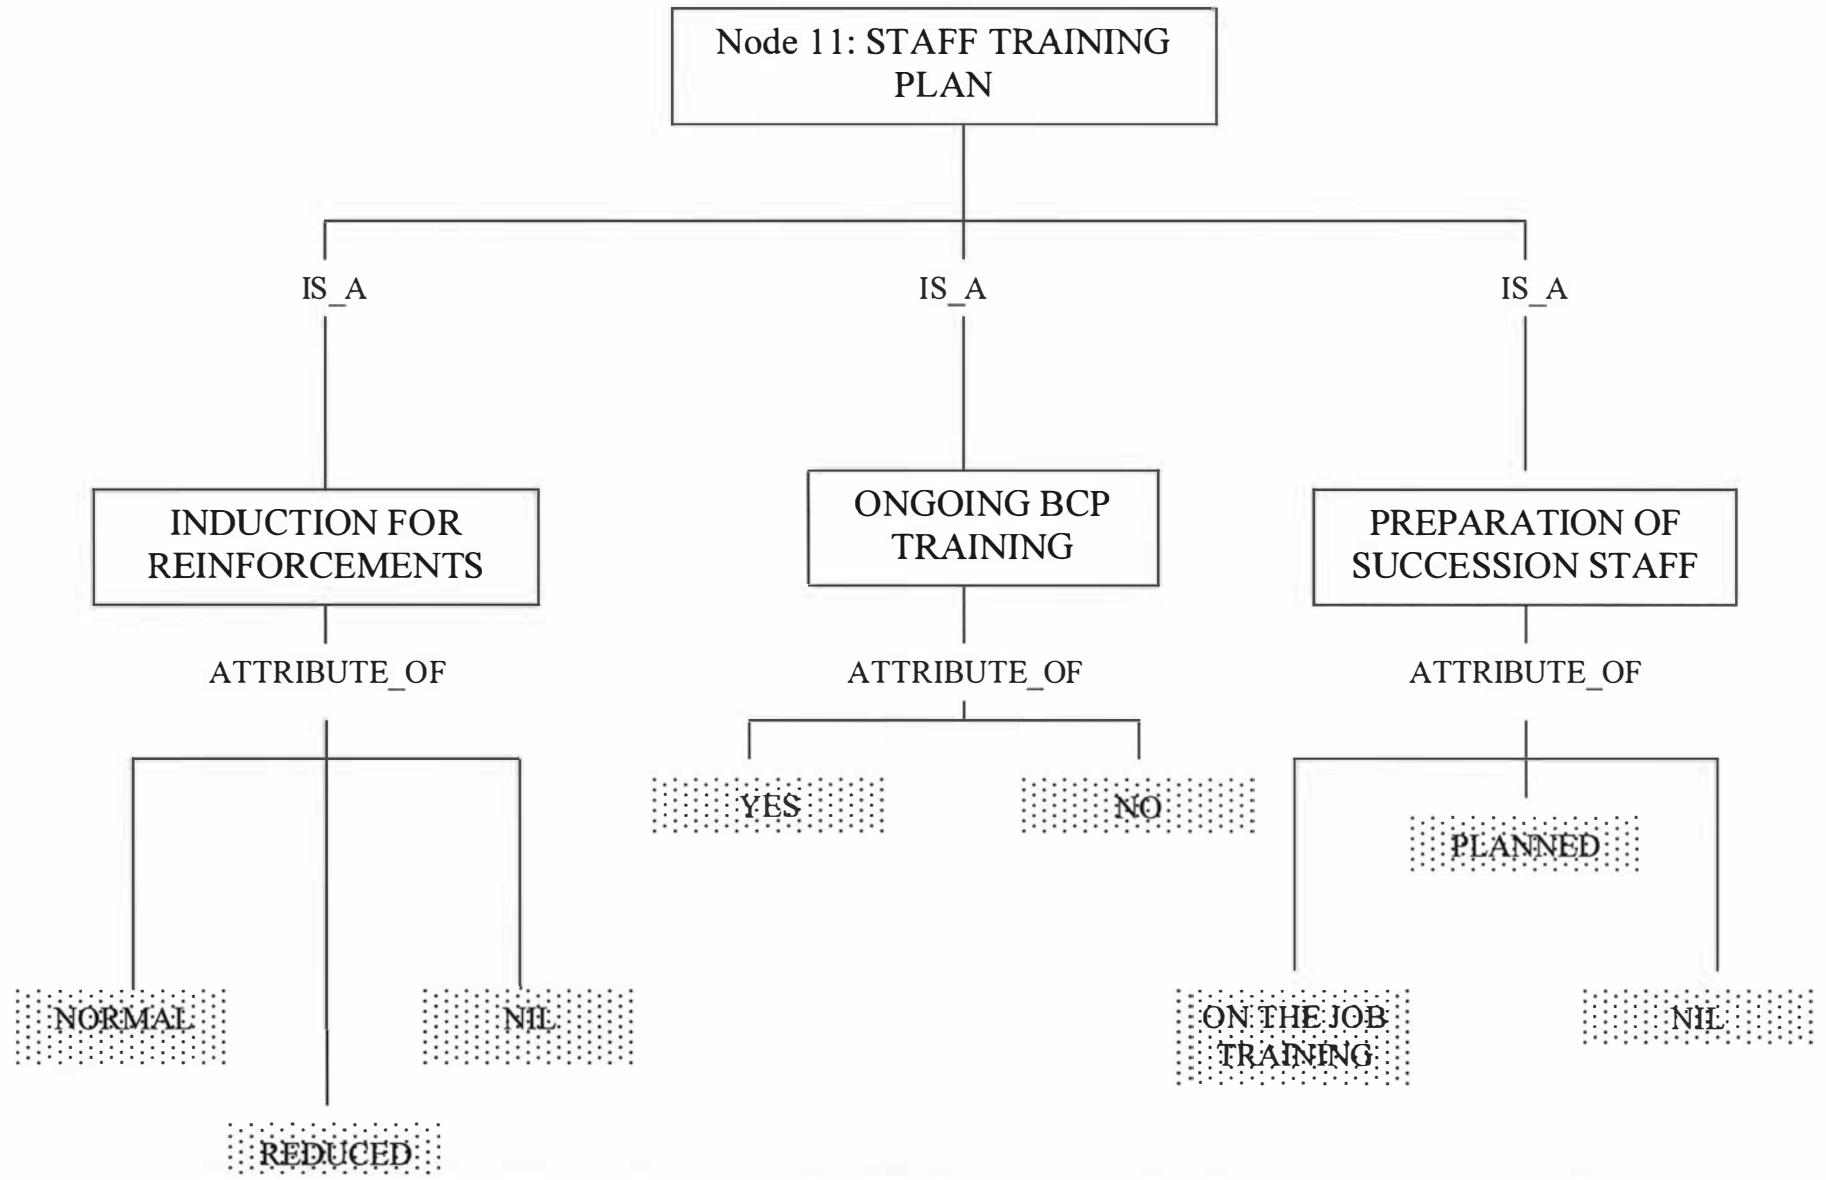 Node 11: STAFF TRAINING
PLAN
IS_A
IS_A
IS_A
INDUCTION FOR
REINFORCEMENTS
ONGOING BCP
TRAINING
PREPARATION OF
SUCCESSION STAFF
ATTRIBUTE_OF
ATTRIBUTE_OF
ATTRIBUTE_OF
YES
NO
PLANNED
NORMAL
NIL
ON THE JOB
TRAINING
NIL
REDUCED